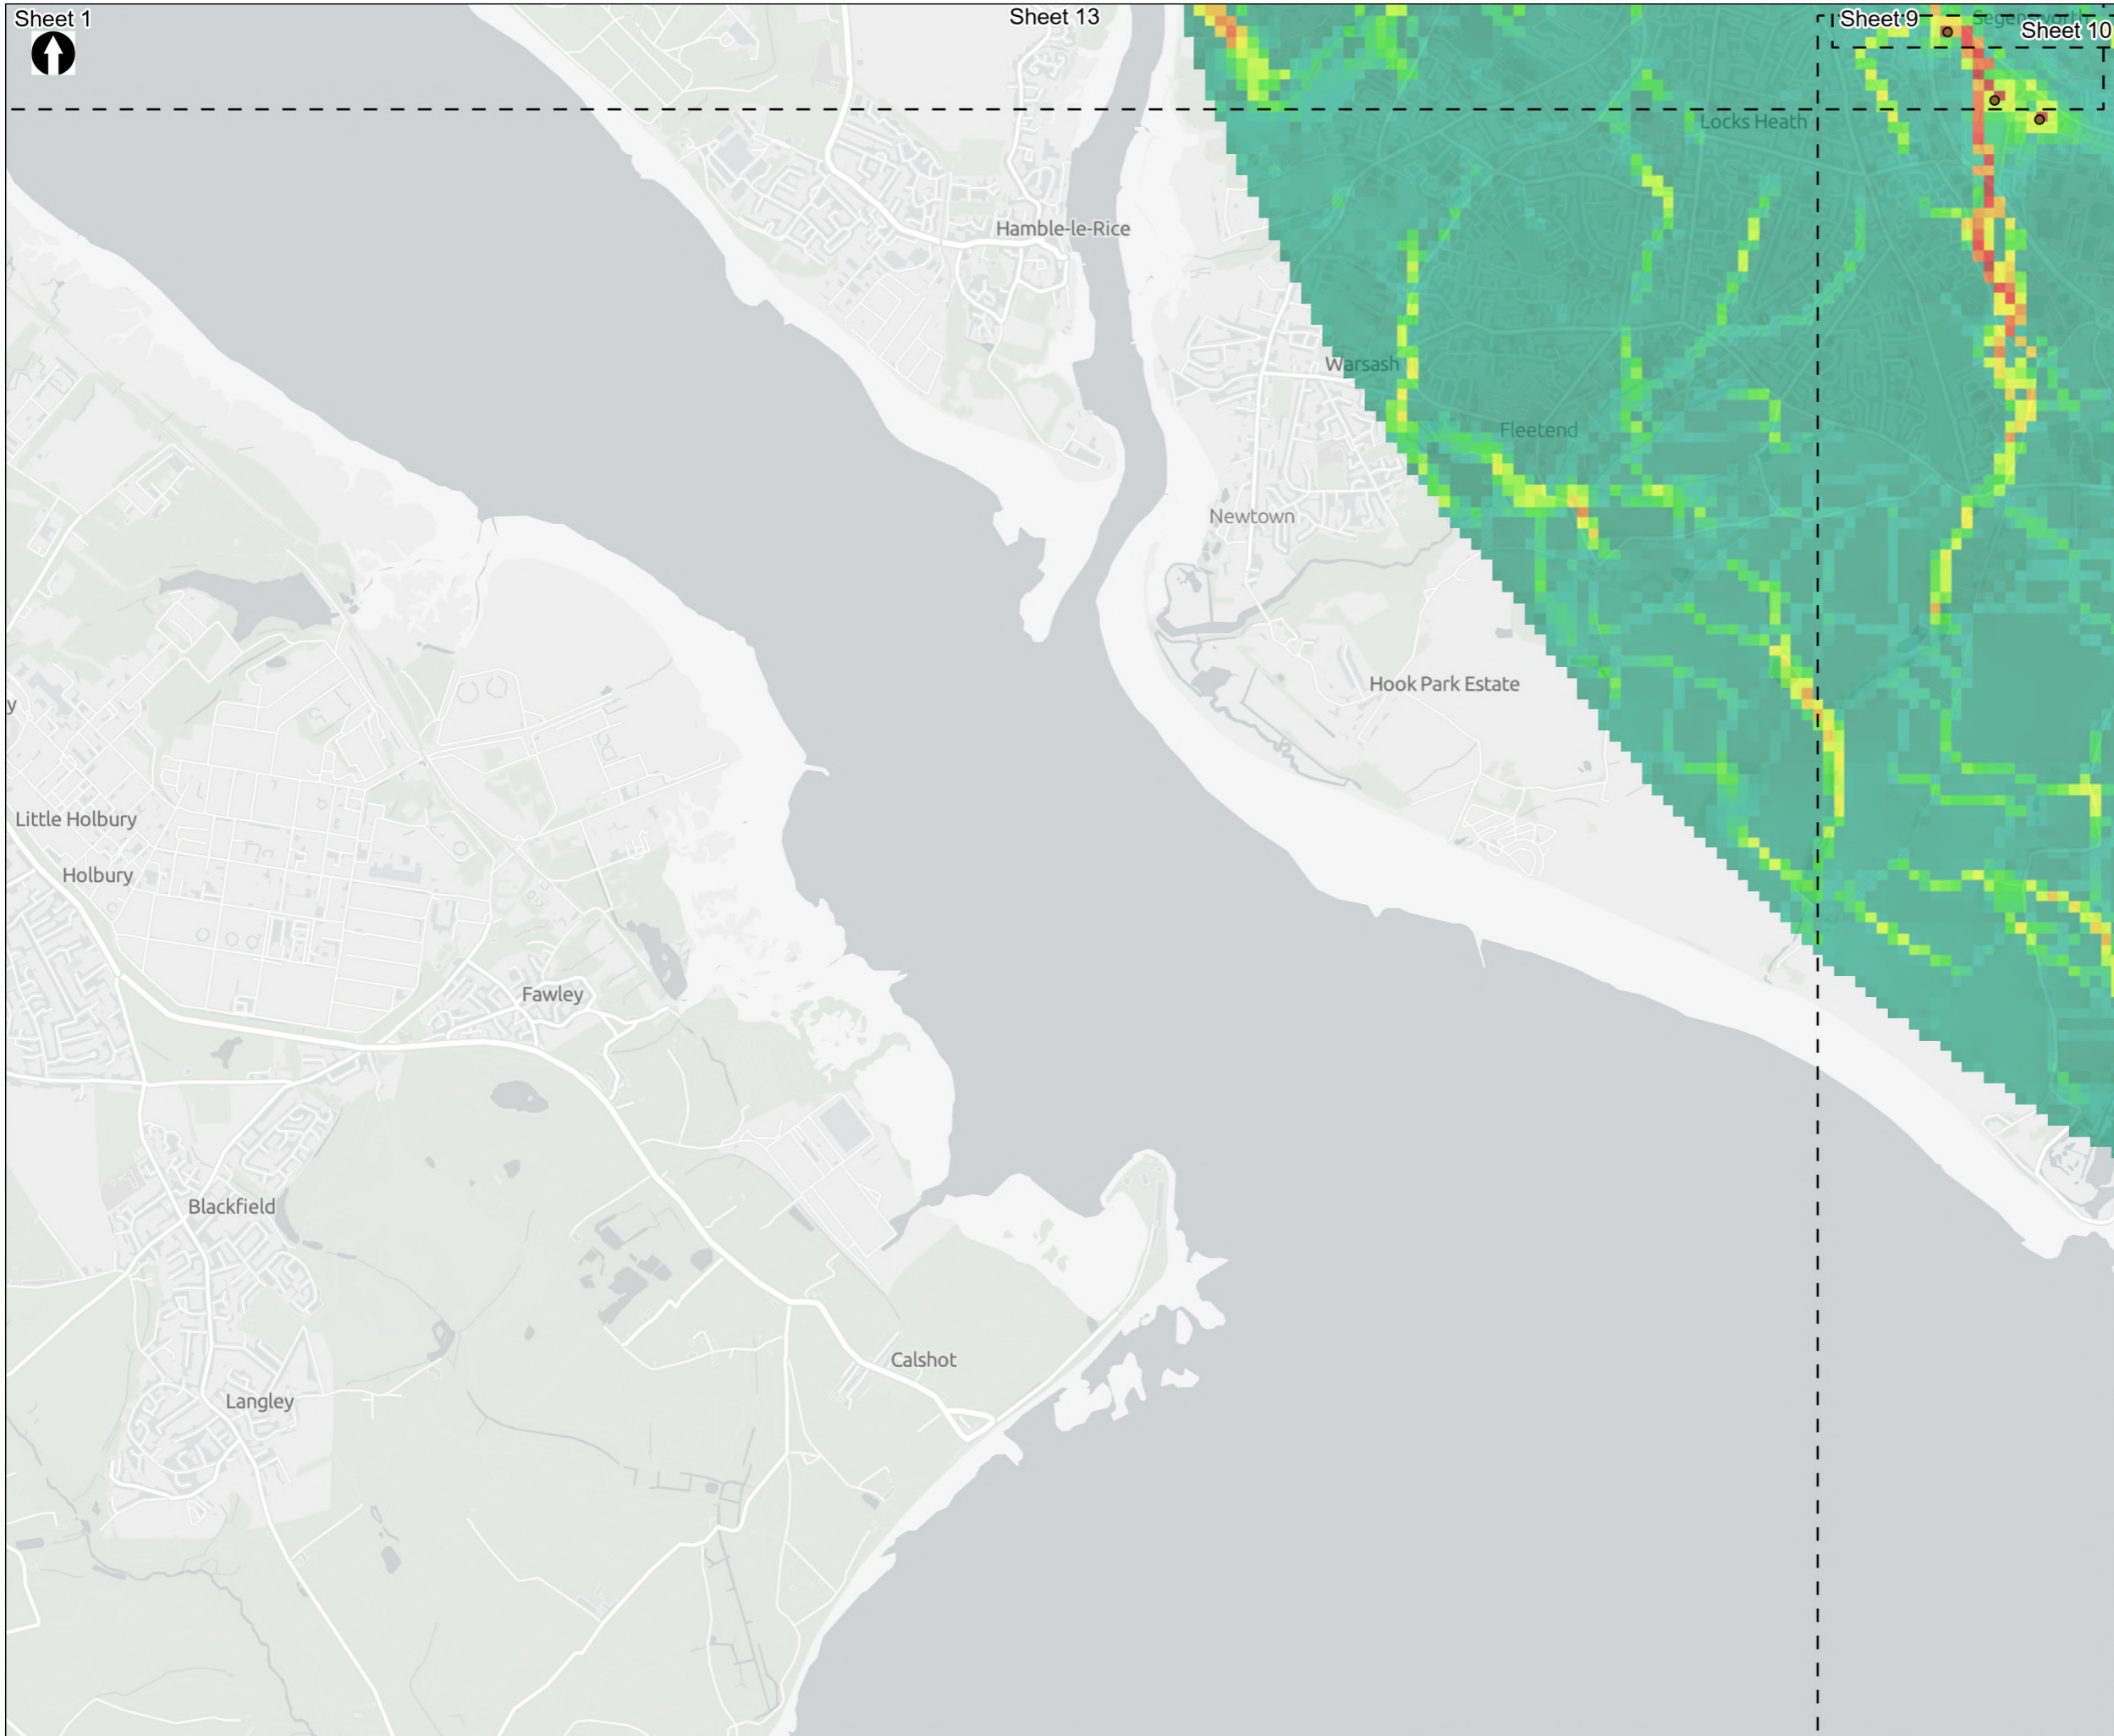 Sheet 1
Sheet 13
Sheet 9
Segensworth
Sheet 10
Locks Heath
Hamble-le-Rice
Warsash
Fleetend
Newtown
Hook Park Estate
y
Little Holbury
Holbury
Fawley
Blackfield
Calshot
Langley